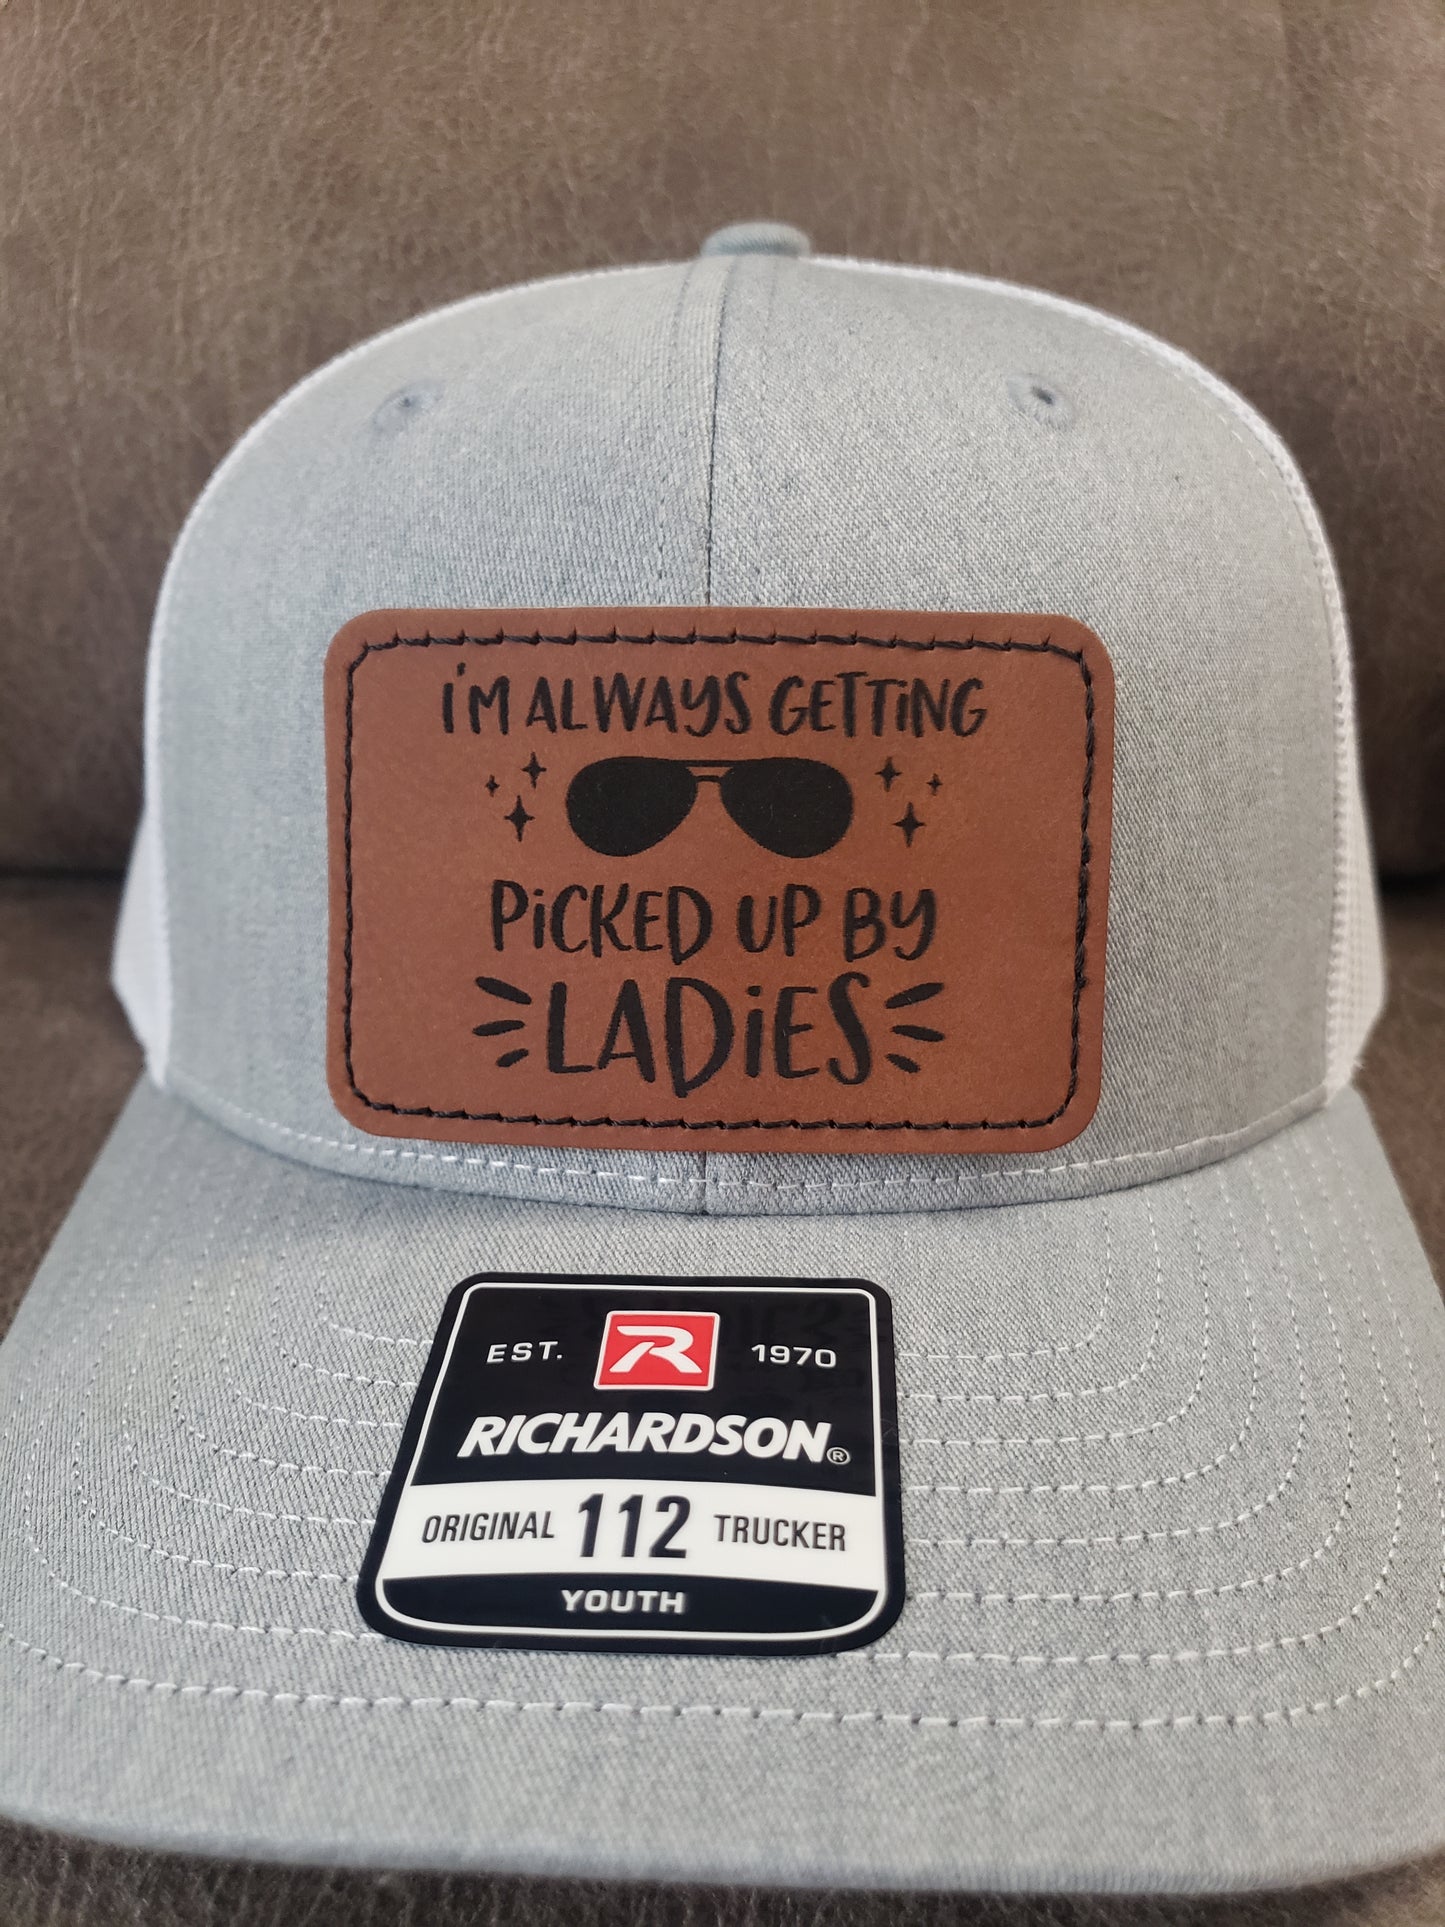 I'M ALWAYS GETTING
PICKED UP BY
LADIES
EST. R 1970
RICHARDSON®
ORIGINAL 112 TRUCKER
YOUTH